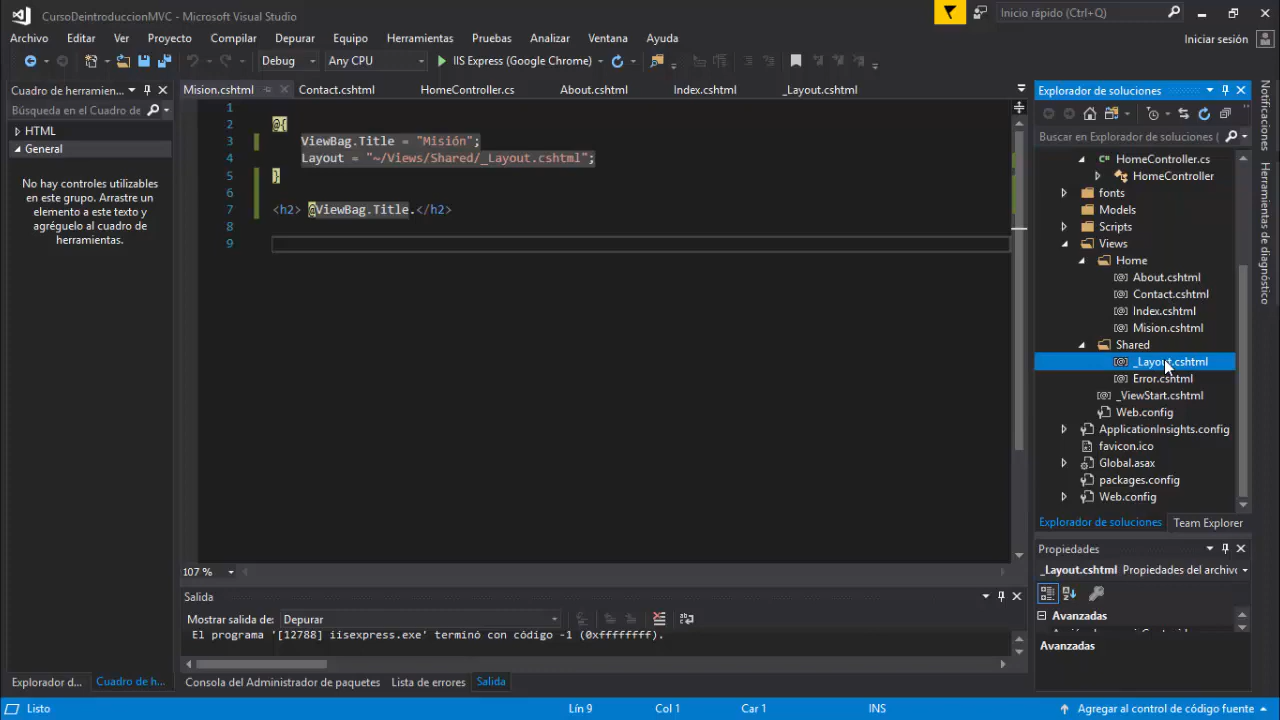 CursoDeintroduccionMVC - Microsoft Visual Studio
Inicio rápido (Ctrl+Q)
Archivo Editar Ver Proyecto Compilar Depurar Equipo Herramientas Pruebas Analizar Ventana Ayuda
Iniciar sesión
Debug Any CPU IIS Express (Google Chrome)
Cuadro de herramien...
Búsqueda en el Cuadro de
HTML
General
No hay controles utilizables
en este grupo. Arrastre un
elemento a este texto y
agréguelo al cuadro de
herramientas.
Mision.cshtml Contact.cshtml HomeController.cs About.cshtml Index.cshtml _Layout.cshtml
1
2 @{
3 ViewBag.Title = "Misión";
4 Layout = "~/Views/Shared/_Layout.cshtml";
5 }
6
7 <h2> @ViewBag.Title.</h2>
8
9
107 %
Explorador de soluciones
Buscar en Explorador de soluciones (
HomeController.cs
HomeController
fonts
Models
Scripts
Views
Home
About.cshtml
Contact.cshtml
Index.cshtml
Mision.cshtml
Shared
_Layout.cshtml
Error.cshtml
_ViewStart.cshtml
Web.config
ApplicationInsights.config
favicon.ico
Global.asax
packages.config
Web.config
Explorador de soluciones Team Explorer
Propiedades
_Layout.cshtml Propiedades del archivo
Avanzadas
Avanzadas
Notificaciones
Herramientas de diagnóstico
Salida
Mostrar salida de: Depurar
El programa '[12788] iisexpress.exe' terminó con código -1 (0xffffffff).
Explorador d... Cuadro de h...
Consola del Administrador de paquetes Lista de errores Salida
Listo Lín 9 Col 1 Car 1 INS Agregar al control de código fuente